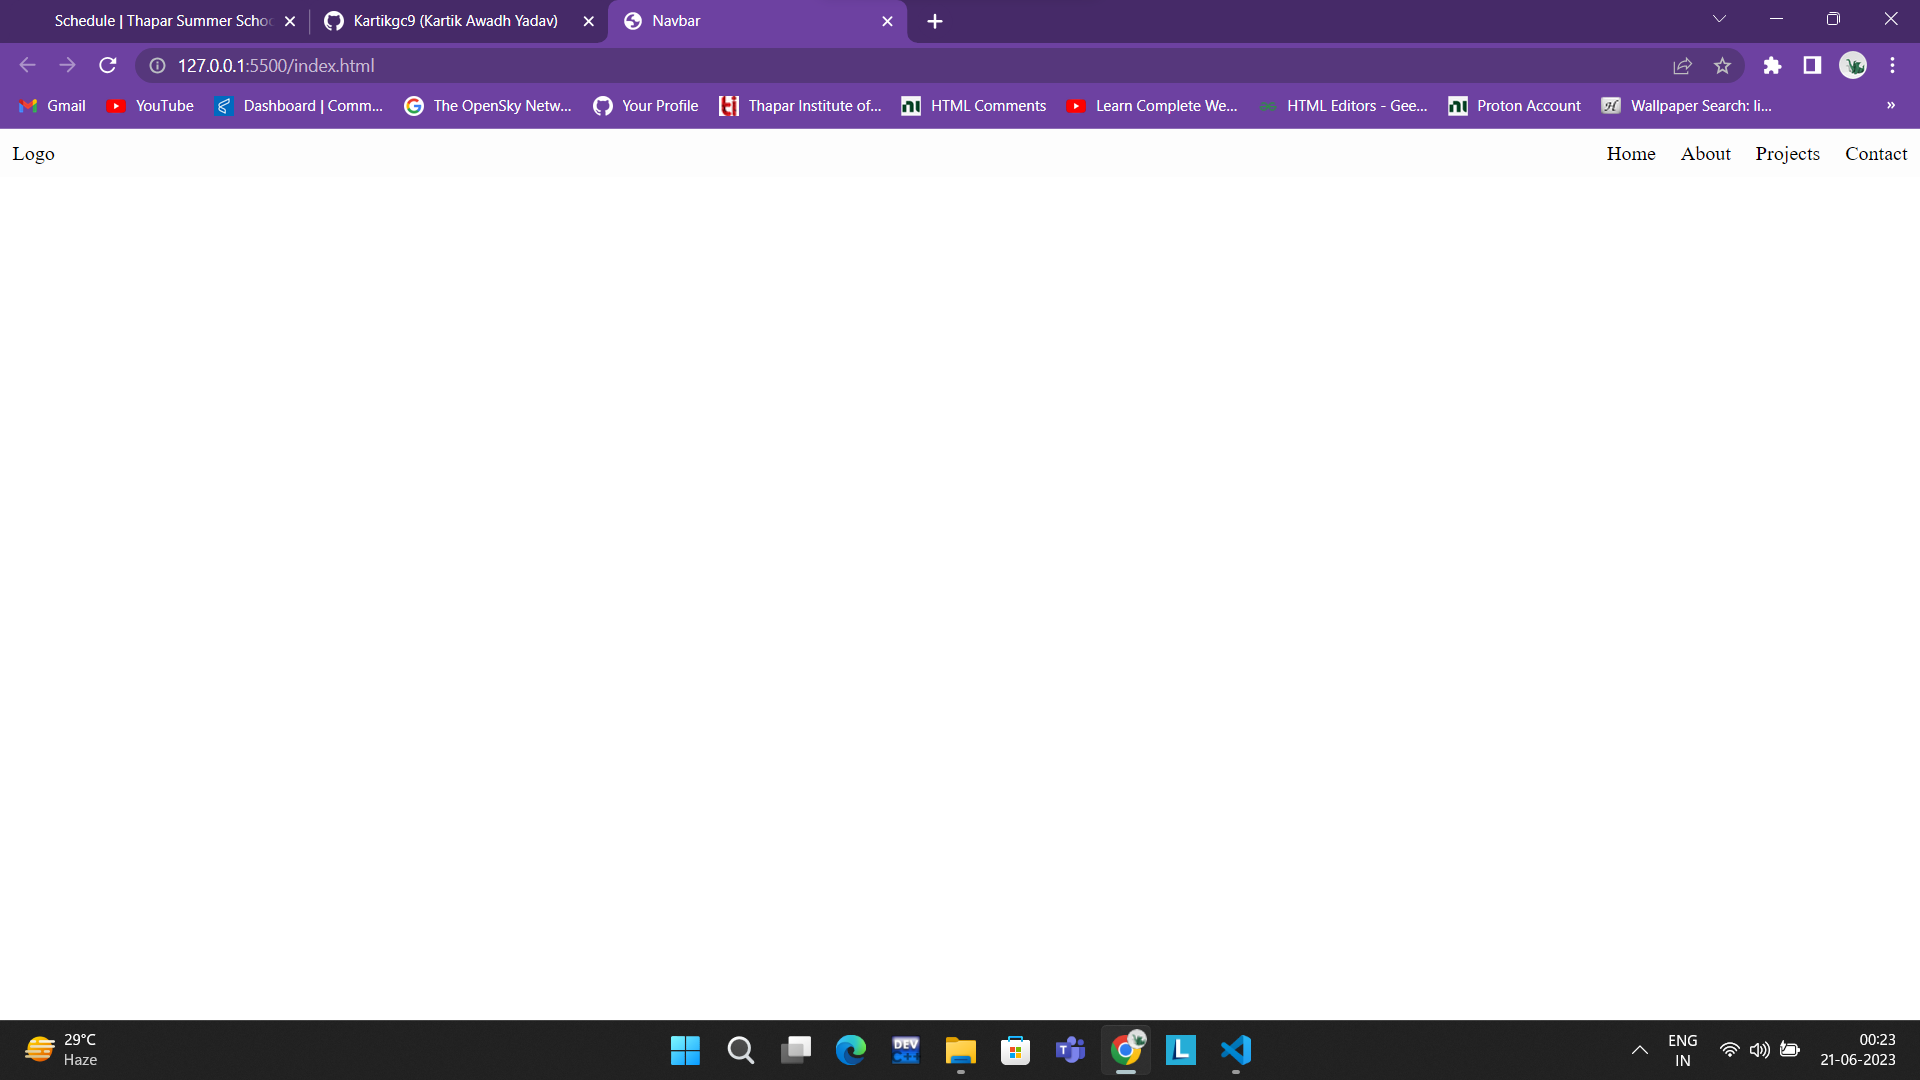 Schedule | Thapar Summer Schoo
Kartikgc9 (Kartik Awadh Yadav)
Navbar
127.0.0.1:5500/index.html
Gmail
YouTube
Dashboard | Comm...
The OpenSky Netw...
Your Profile
Thapar Institute of...
HTML Comments
Learn Complete We...
HTML Editors - Gee...
Proton Account
Wallpaper Search: li...
»
Logo
Home
About
Projects
Contact
29°C
Haze
DEV
C++
T
L
ENG
IN
00:23
21-06-2023